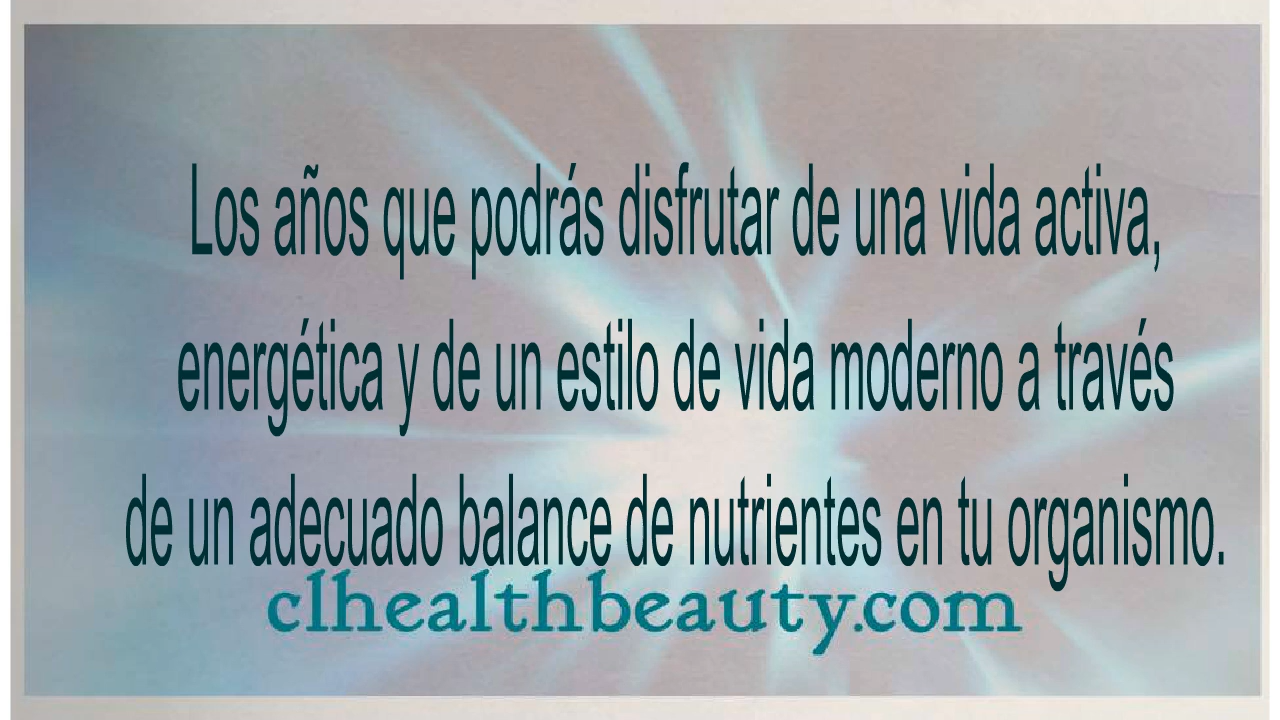 Los años que podrás disfrutar de una vida activa,
energética y de un estilo de vida moderno a través
de un adecuado balance de nutrientes en tu organismo.
clhealthbeauty.com